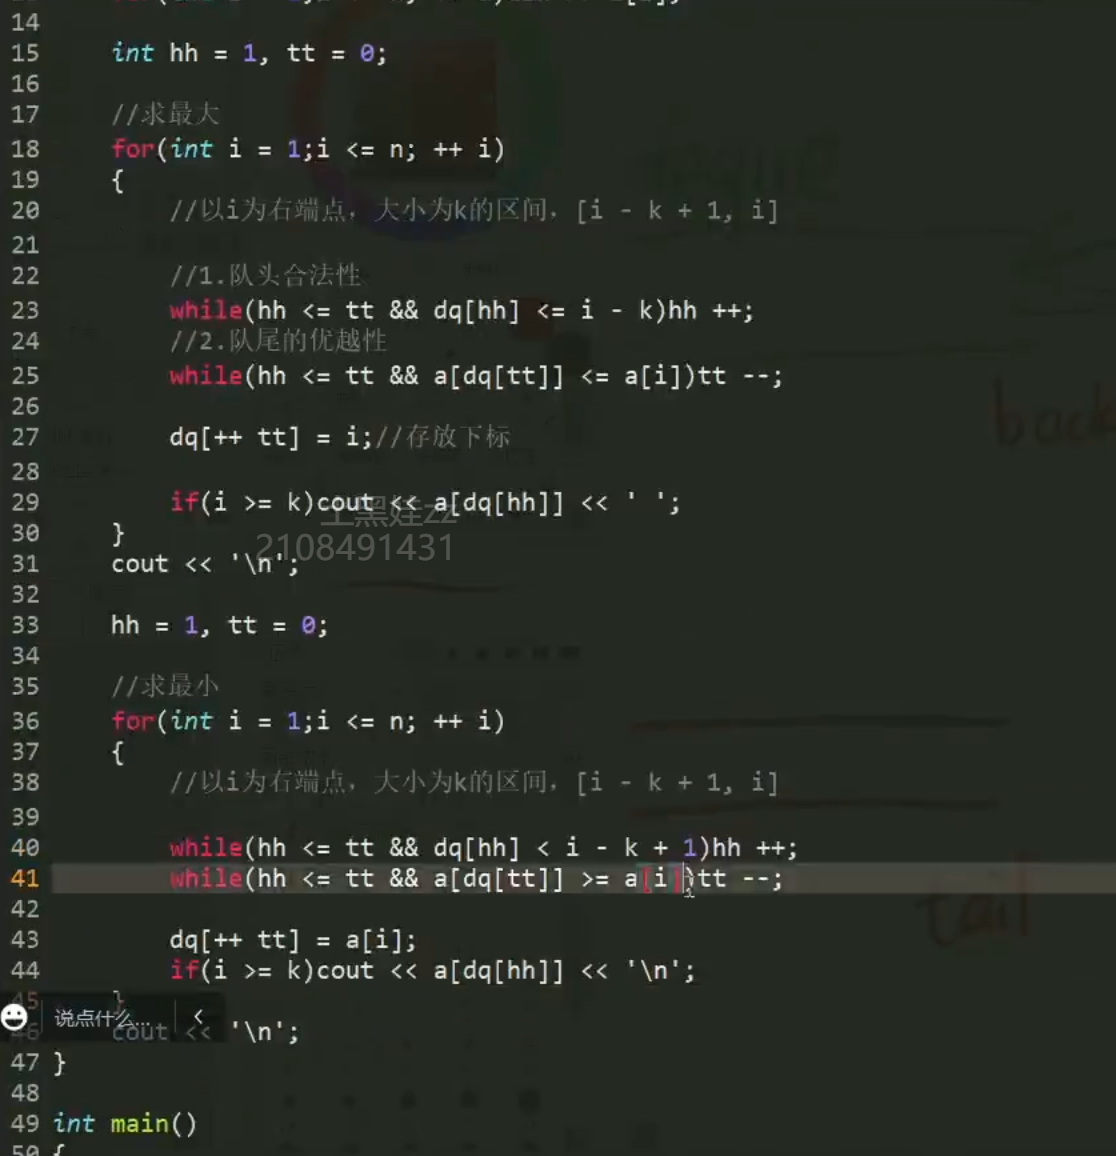 14
15 int hh = 1, tt = 0;
16
17 //求最大
18 for(int i = 1;i <= n; ++ i)
19 {
20 //以i为右端点，大小为k的区间，[i - k + 1, i]
21
22 //1.队头合法性
23 while(hh <= tt && dq[hh] <= i - k)hh ++;
24 //2.队尾的优越性
25 while(hh <= tt && a[dq[tt]] <= a[i])tt --;
26
27 dq[++ tt] = i;//存放下标
28
29 if(i >= k)cout << a[dq[hh]] << ' ';
30 }
2108491431
31 cout << '\n';
32
33 hh = 1, tt = 0;
34
35 //求最小
36 for(int i = 1;i <= n; ++ i)
37 {
38 //以i为右端点，大小为k的区间，[i - k + 1, i]
39
40 while(hh <= tt && dq[hh] < i - k + 1)hh ++;
41 while(hh <= tt && a[dq[tt]] >= a[i])tt --;
42
43 dq[++ tt] = a[i];
44 if(i >= k)cout << a[dq[hh]] << '\n';
45 }
说点什么...
46 cout << '\n';
47 }
48
49 int main()
50 {
back
tail